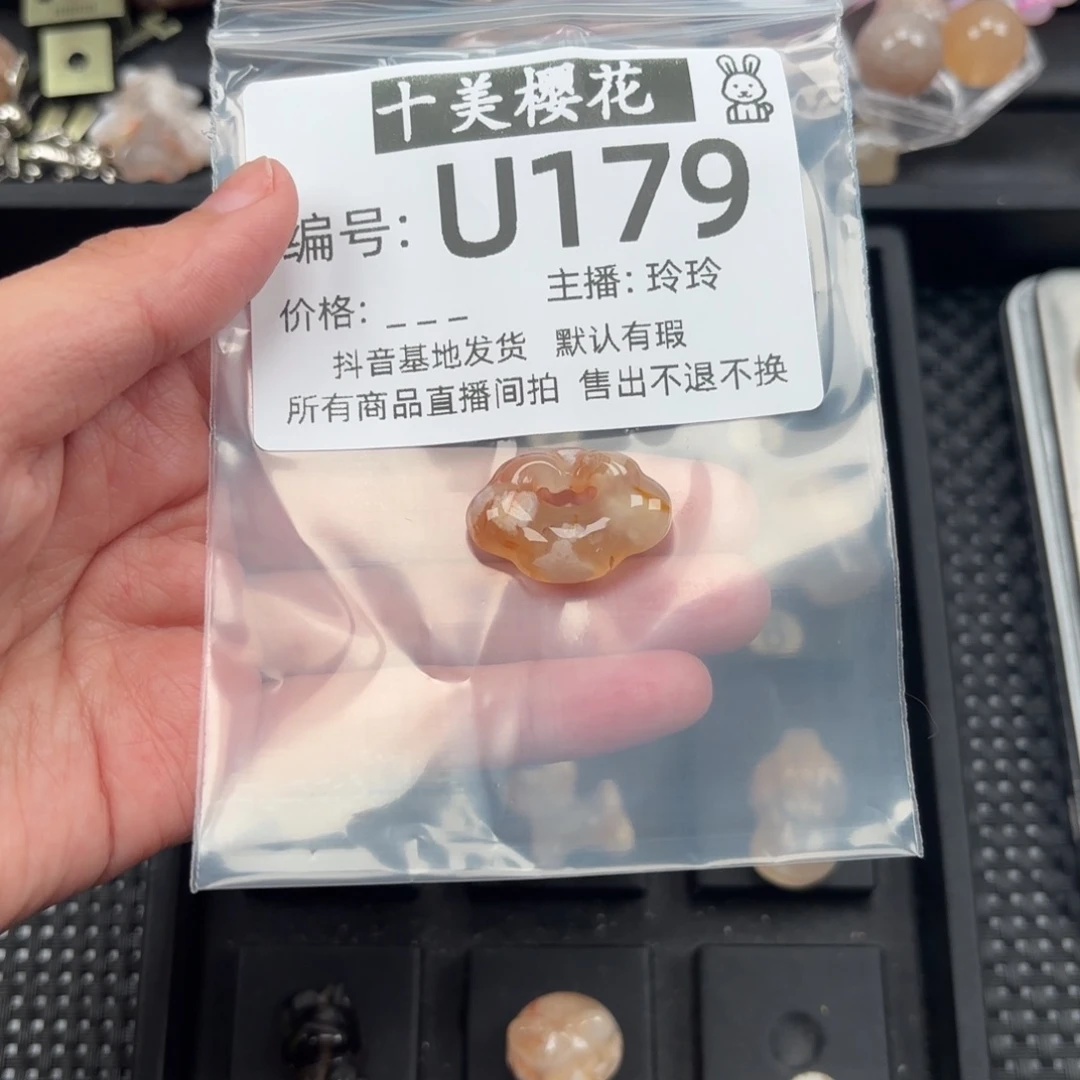 十美樱花
编号: U179
价格: _ _ _ 主播: 玲玲
抖音基地发货 默认有瑕
所有商品直播间拍 售出不退不换